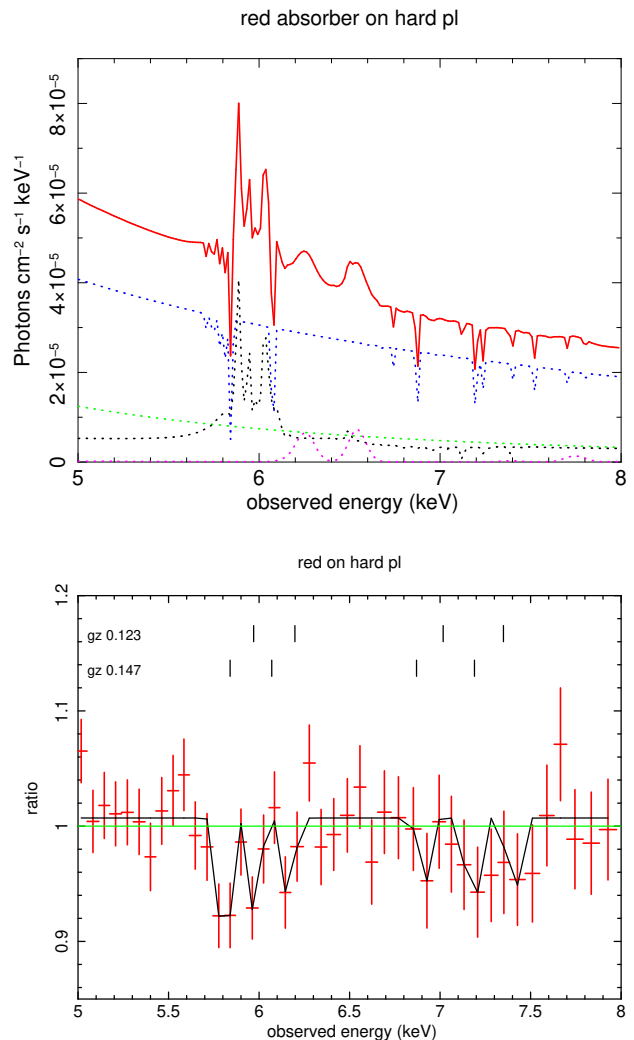 red absorber on hard pl
Photons cm⁻² s⁻¹ keV⁻¹
8×10⁻⁵
6×10⁻⁵
4×10⁻⁵
2×10⁻⁵
0
5 6 7 8
observed energy (keV)
red on hard pl
ratio
1.2
1.1
1
0.9
gz 0.123
gz 0.147
5 5.5 6 6.5 7 7.5 8
observed energy (keV)